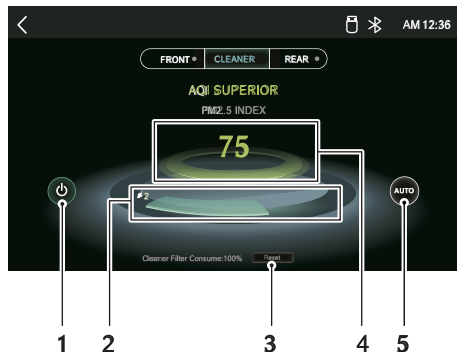 AM 12:36
FRONT CLEANER REAR
AQI SUPERIOR
PM2.5 INDEX
75
2
AUTO
Cleaner Filter Consume:100% Reset
1 2 3 4 5